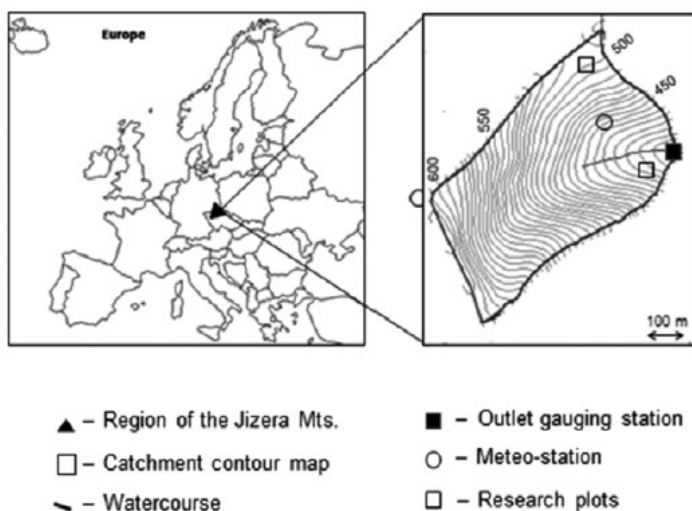 Europe
500
450
550
600
100 m
– Region of the Jizera Mts.
– Catchment contour map
– Watercourse
– Outlet gauging station
– Meteo-station
– Research plots